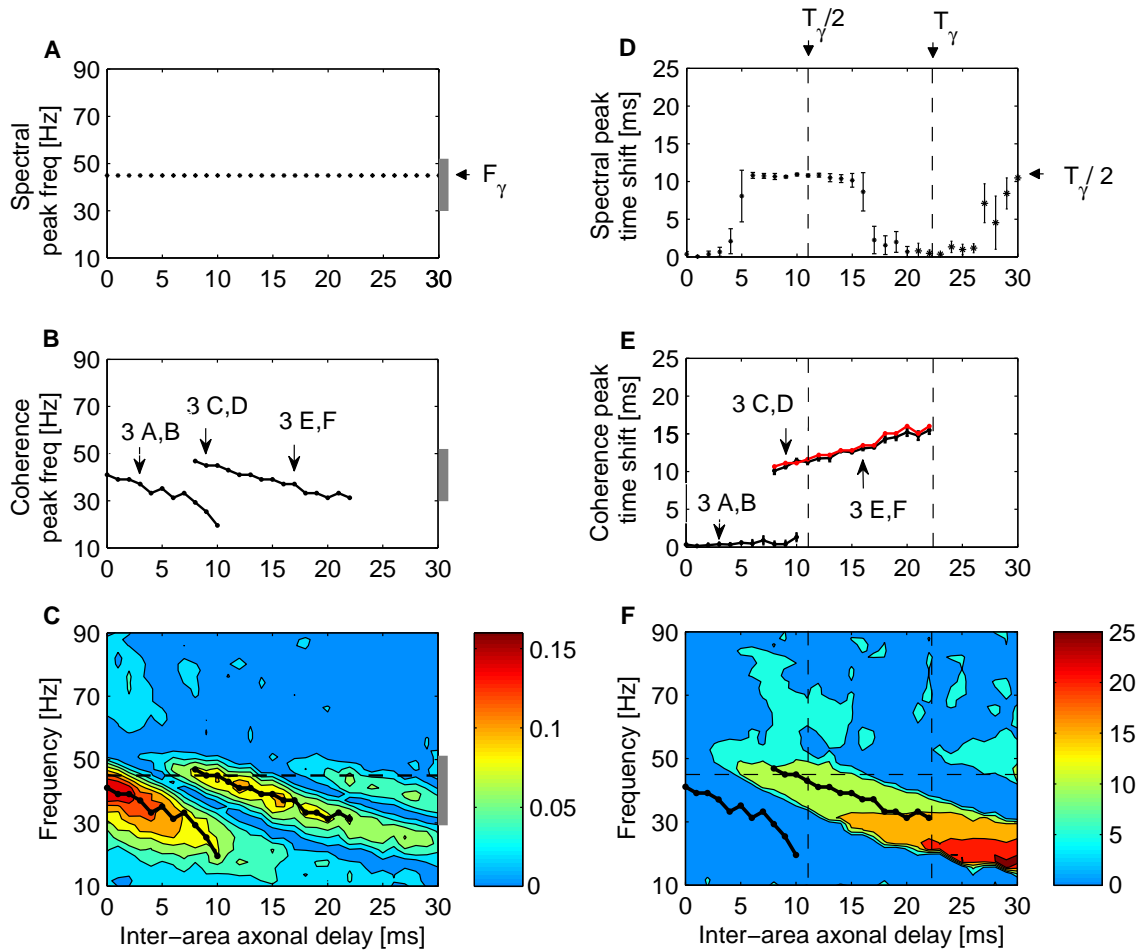 A
Spectral
peak freq [Hz]
90
70
50
30
10
0 5 10 15 20 25 30
F_γ
B
Coherence
peak freq [Hz]
90
70
50
30
10
3 A,B
3 C,D
3 E,F
0 5 10 15 20 25 30
C
Frequency [Hz]
90
70
50
30
10
0 5 10 15 20 25 30
Inter−area axonal delay [ms]
0.15
0.1
0.05
0
D
T_γ/2
T_γ
Spectral peak
time shift [ms]
25
20
15
10
5
0
0 5 10 15 20 25 30
T_γ/2
E
Coherence peak
time shift [ms]
25
20
15
10
5
0
3 C,D
3 A,B
3 E,F
0 5 10 15 20 25 30
F
Frequency [Hz]
90
70
50
30
10
0 5 10 15 20 25 30
Inter−area axonal delay [ms]
25
20
15
10
5
0